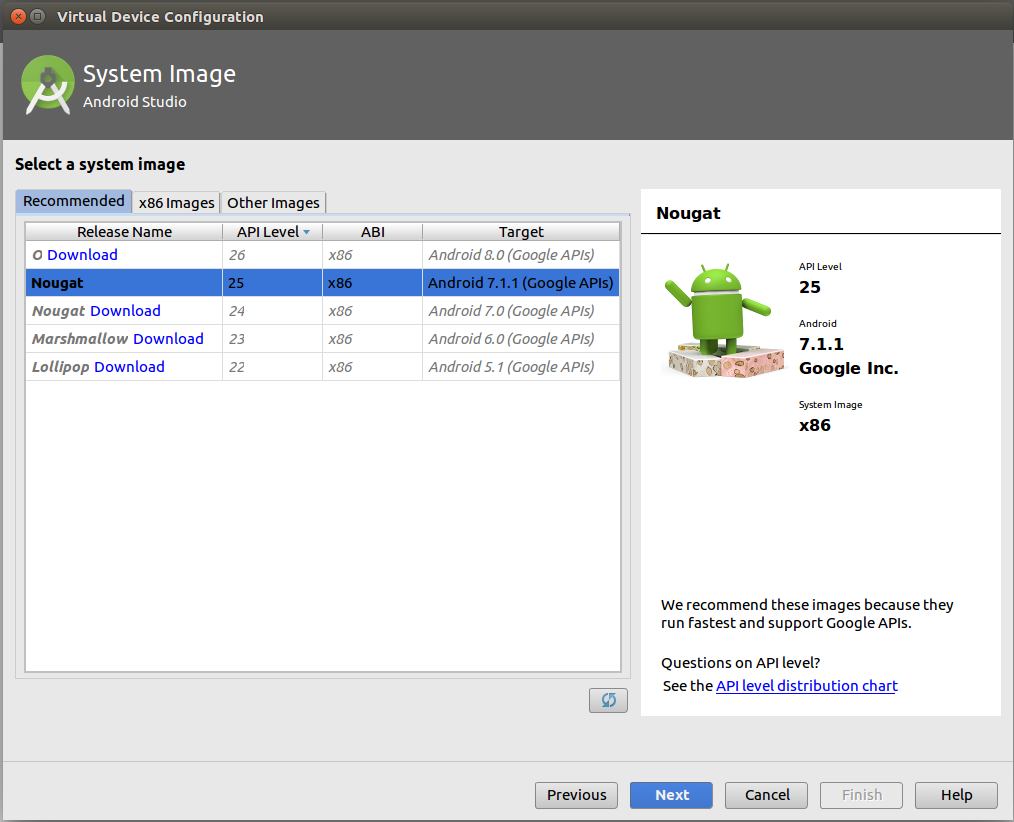 Virtual Device Configuration
System Image
Android Studio
Select a system image
Recommended x86 Images Other Images
Release Name API Level ABI Target
O Download 26 x86 Android 8.0 (Google APIs)
Nougat 25 x86 Android 7.1.1 (Google APIs)
Nougat Download 24 x86 Android 7.0 (Google APIs)
Marshmallow Download 23 x86 Android 6.0 (Google APIs)
Lollipop Download 22 x86 Android 5.1 (Google APIs)
Nougat
API Level
25
Android
7.1.1
Google Inc.
System Image
x86
We recommend these images because they
run fastest and support Google APIs.
Questions on API level?
See the API level distribution chart
Previous Next Cancel Finish Help